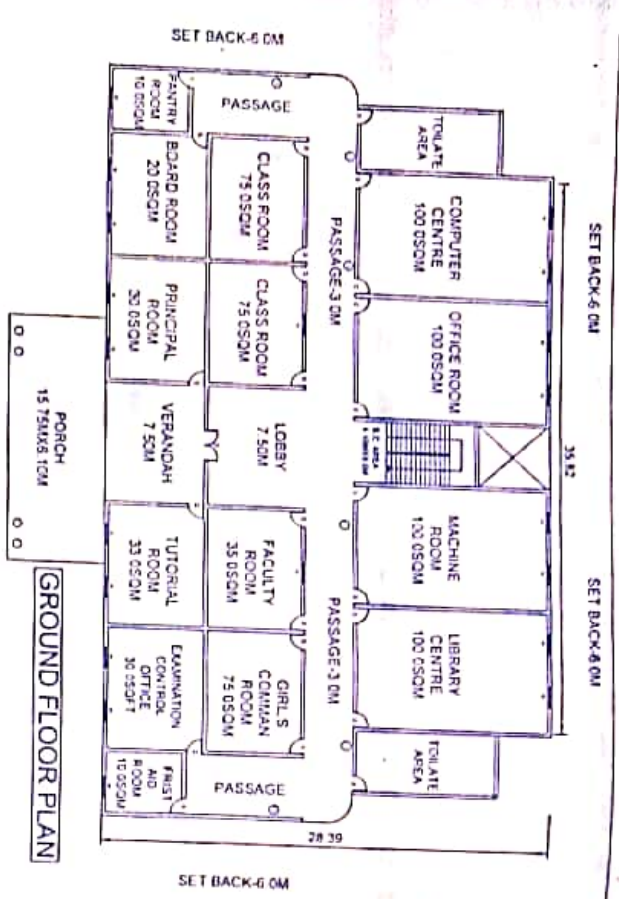 SET BACK-6 0M
SET BACK-6 0M
SET BACK-6 0M
SET BACK-6 0M
35 82
28 39
TOILATE
AREA
COMPUTER
CENTRE
100 0SQM
OFFICE ROOM
100 0SQM
MACHINE
ROOM
100 0SQM
LIBRARY
CENTRE
100 0SQM
TOILATE
AREA
PASSAGE
PASSAGE-3 0M
PASSAGE-3 0M
PASSAGE
CLASS ROOM
75 0SQM
CLASS ROOM
75 0SQM
LOBBY
7.50M
FACULTY
ROOM
35 0SQM
GIRL'S
COMMAN
ROOM
75 0SQM
PANTRY
ROOM
10 0SQM
BOARD ROOM
20 0SQM
PRINCIPAL
ROOM
30 0SQM
VERANDAH
7.50M
TUTORIAL
ROOM
33 0SQM
EXAMINATION
CONTROL
OFFICE
30 0SQFT
FRIST
AID
ROOM
10 0SQM
PORCH
15 75MX6.10M
GROUND FLOOR PLAN